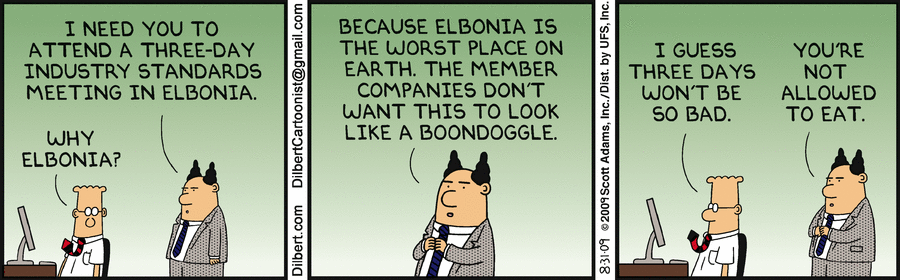 I NEED YOU TO
ATTEND A THREE-DAY
INDUSTRY STANDARDS
MEETING IN ELBONIA.
WHY
ELBONIA?
Dilbert.com DilbertCartoonist@gmail.com
BECAUSE ELBONIA IS
THE WORST PLACE ON
EARTH. THE MEMBER
COMPANIES DON'T
WANT THIS TO LOOK
LIKE A BOONDOGGLE.
8-31-09 ©2009 Scott Adams, Inc./Dist. by UFS, Inc.
I GUESS
THREE DAYS
WON'T BE
SO BAD.
YOU'RE
NOT
ALLOWED
TO EAT.